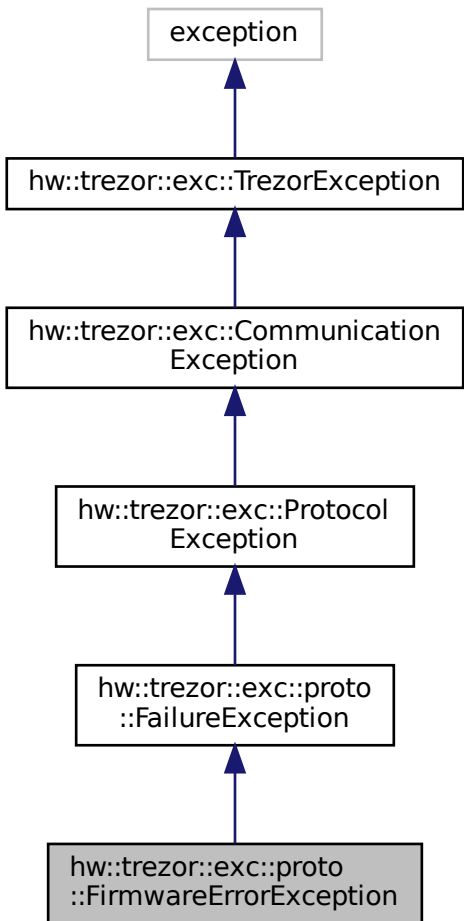 exception
hw::trezor::exc::TrezorException
hw::trezor::exc::Communication
Exception
hw::trezor::exc::Protocol
Exception
hw::trezor::exc::proto
::FailureException
hw::trezor::exc::proto
::FirmwareErrorException